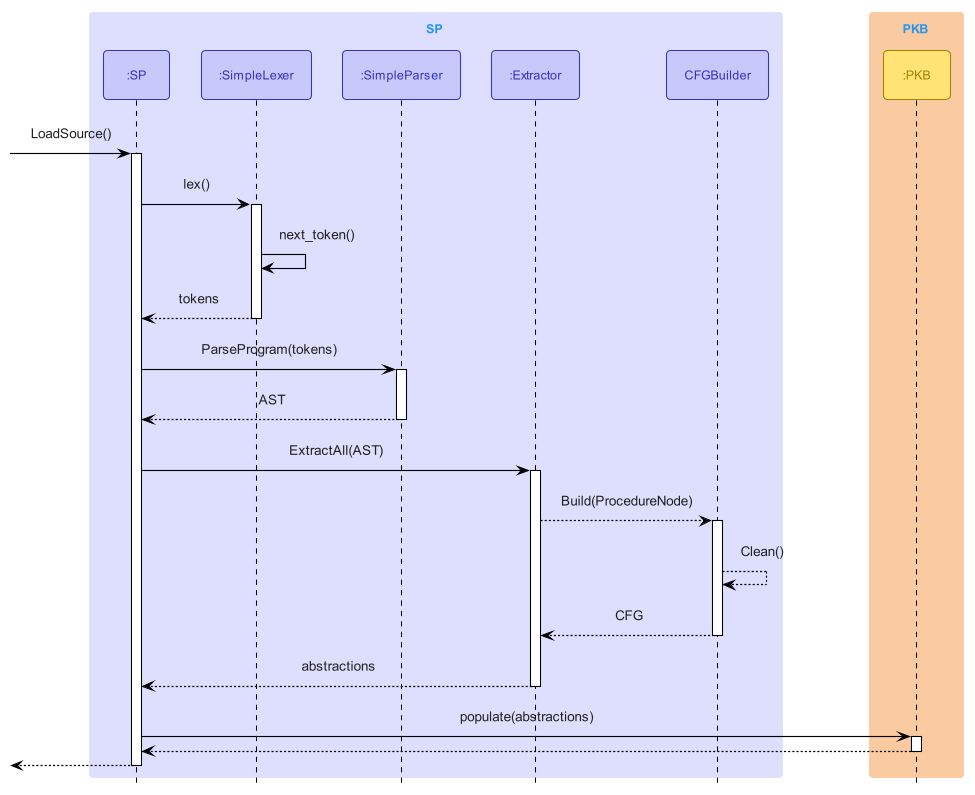 SP
PKB
:SP
:SimpleLexer
:SimpleParser
:Extractor
CFGBuilder
:PKB
LoadSource()
lex()
next_token()
tokens
ParseProgram(tokens)
AST
ExtractAll(AST)
Build(ProcedureNode)
Clean()
CFG
abstractions
populate(abstractions)